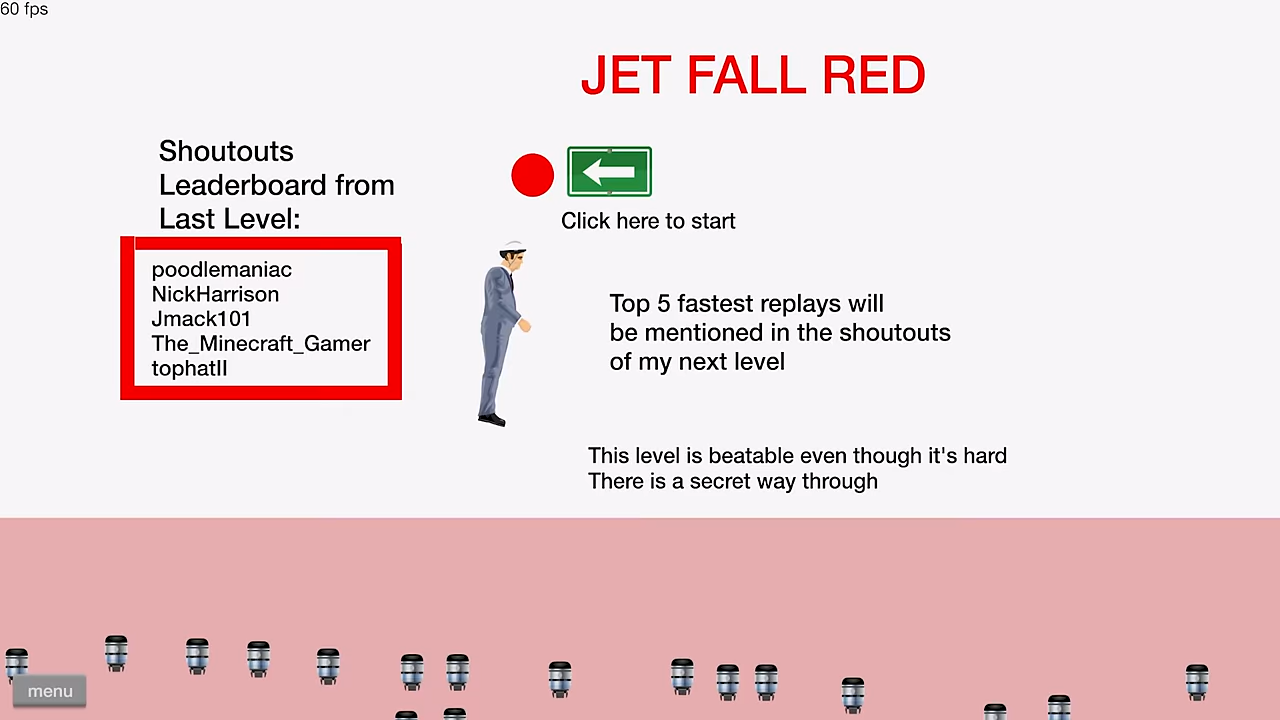 60 fps
JET FALL RED
Shoutouts
Leaderboard from
Last Level:
poodlemaniac
NickHarrison
Jmack101
The_Minecraft_Gamer
tophatII
Click here to start
Top 5 fastest replays will
be mentioned in the shoutouts
of my next level
This level is beatable even though it's hard
There is a secret way through
menu